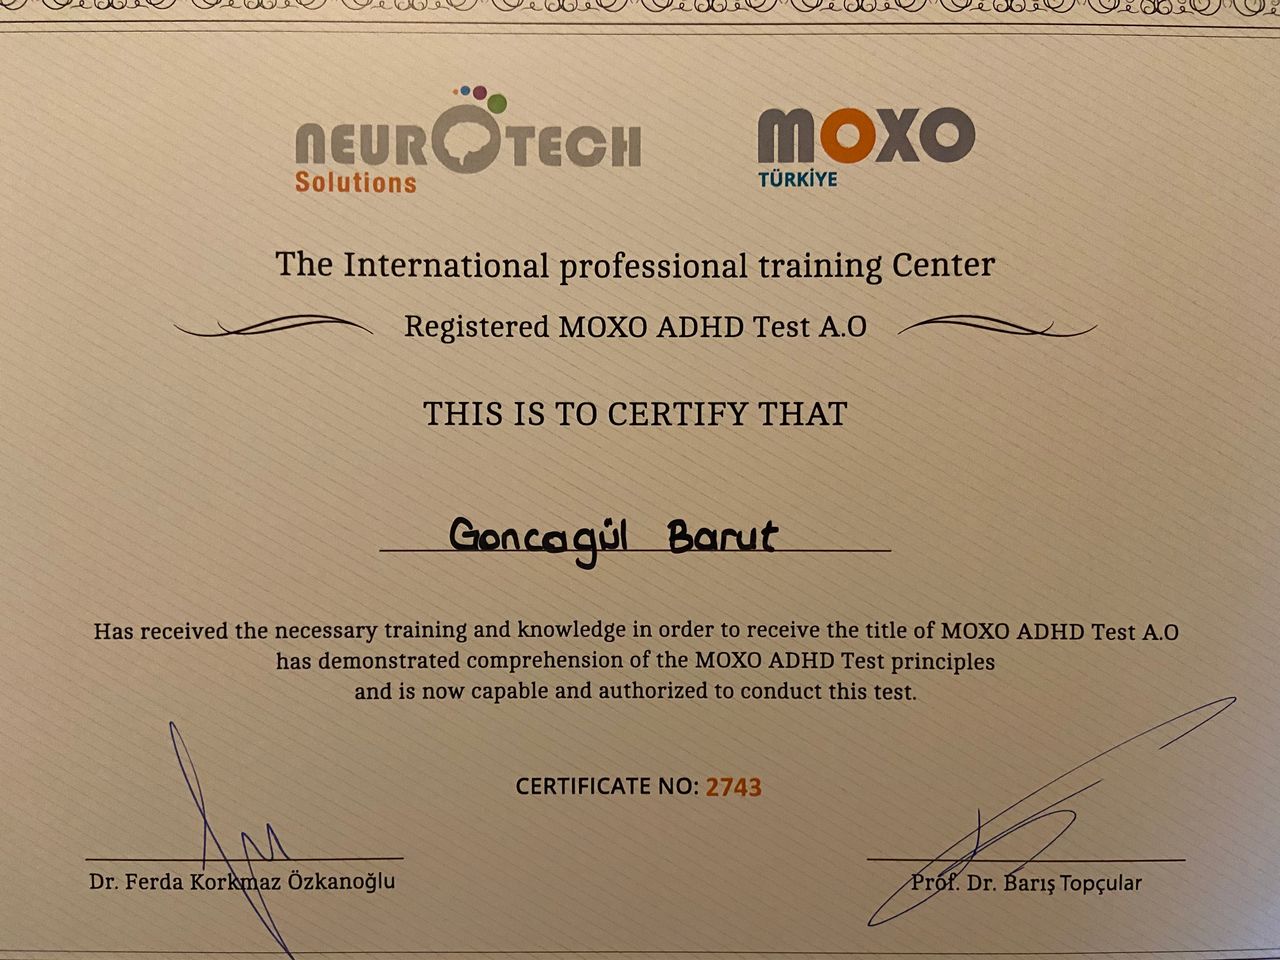 NEUROTECH
Solutions
MOXO
TÜRKİYE
The International professional training Center
Registered MOXO ADHD Test A.O
THIS IS TO CERTIFY THAT
Goncagül Barut
Has received the necessary training and knowledge in order to receive the title of MOXO ADHD Test A.O
has demonstrated comprehension of the MOXO ADHD Test principles
and is now capable and authorized to conduct this test.
CERTIFICATE NO: 2743
Dr. Ferda Korkmaz Özkanoğlu
Prof. Dr. Barış Topçular